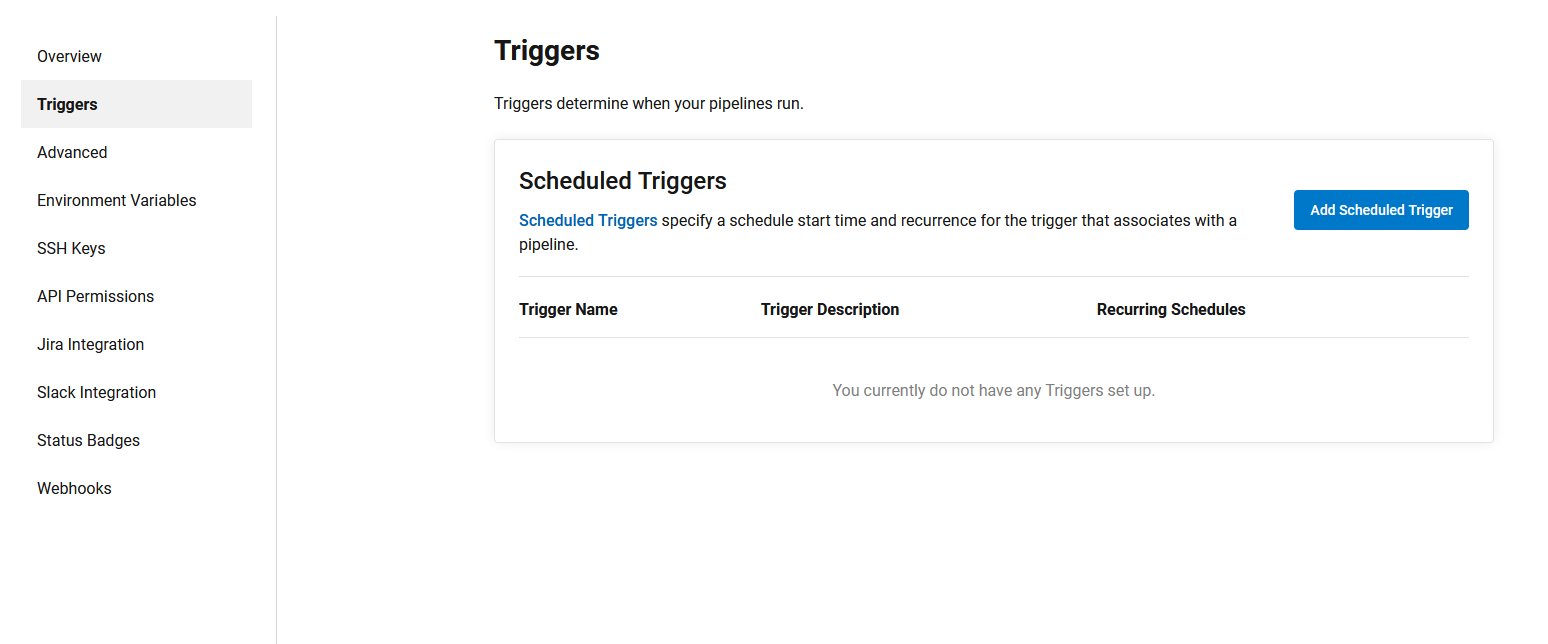 Overview
Triggers
Advanced
Environment Variables
SSH Keys
API Permissions
Jira Integration
Slack Integration
Status Badges
Webhooks
Triggers
Triggers determine when your pipelines run.
Scheduled Triggers
Scheduled Triggers specify a schedule start time and recurrence for the trigger that associates with a
pipeline.
Add Scheduled Trigger
Trigger Name Trigger Description Recurring Schedules
You currently do not have any Triggers set up.